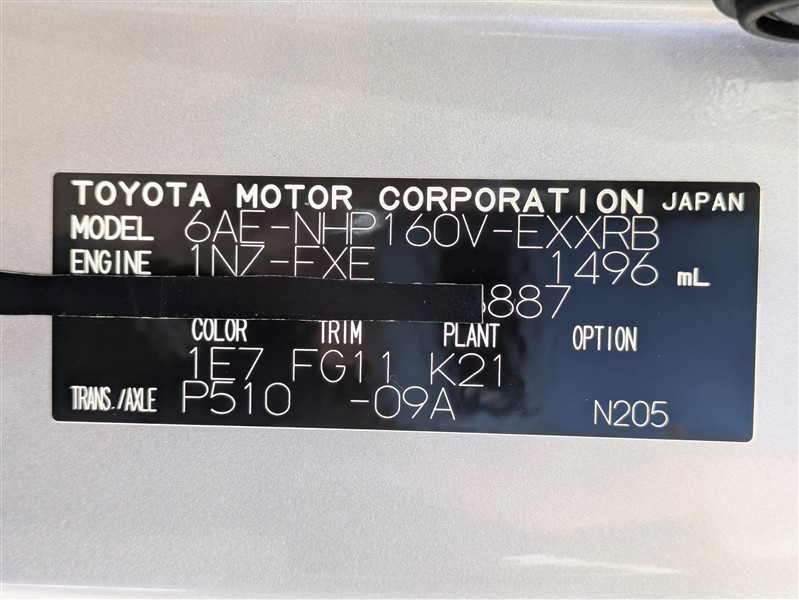 TOYOTA MOTOR CORPORATION JAPAN
MODEL 6AE-NHP160V-EXXRB
ENGINE 1NZ-FXE 1496 mL
887
COLOR TRIM PLANT OPTION
1E7 FG11 K21
TRANS./AXLE P510 -09A N205